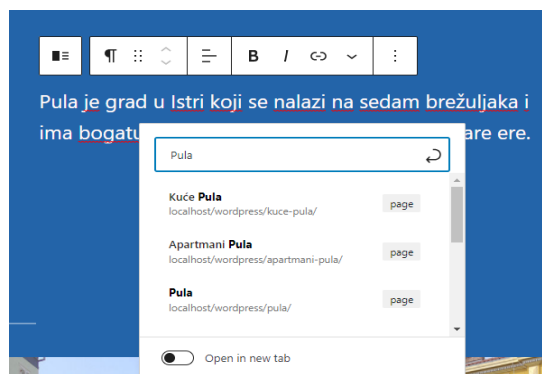 B I
Pula je grad u Istri koji se nalazi na sedam brežuljaka i
ima bogatu are ere.
Pula
Kuće Pula
localhost/wordpress/kuce-pula/
page
Apartmani Pula
localhost/wordpress/apartmani-pula/
page
Pula
localhost/wordpress/pula/
page
Open in new tab